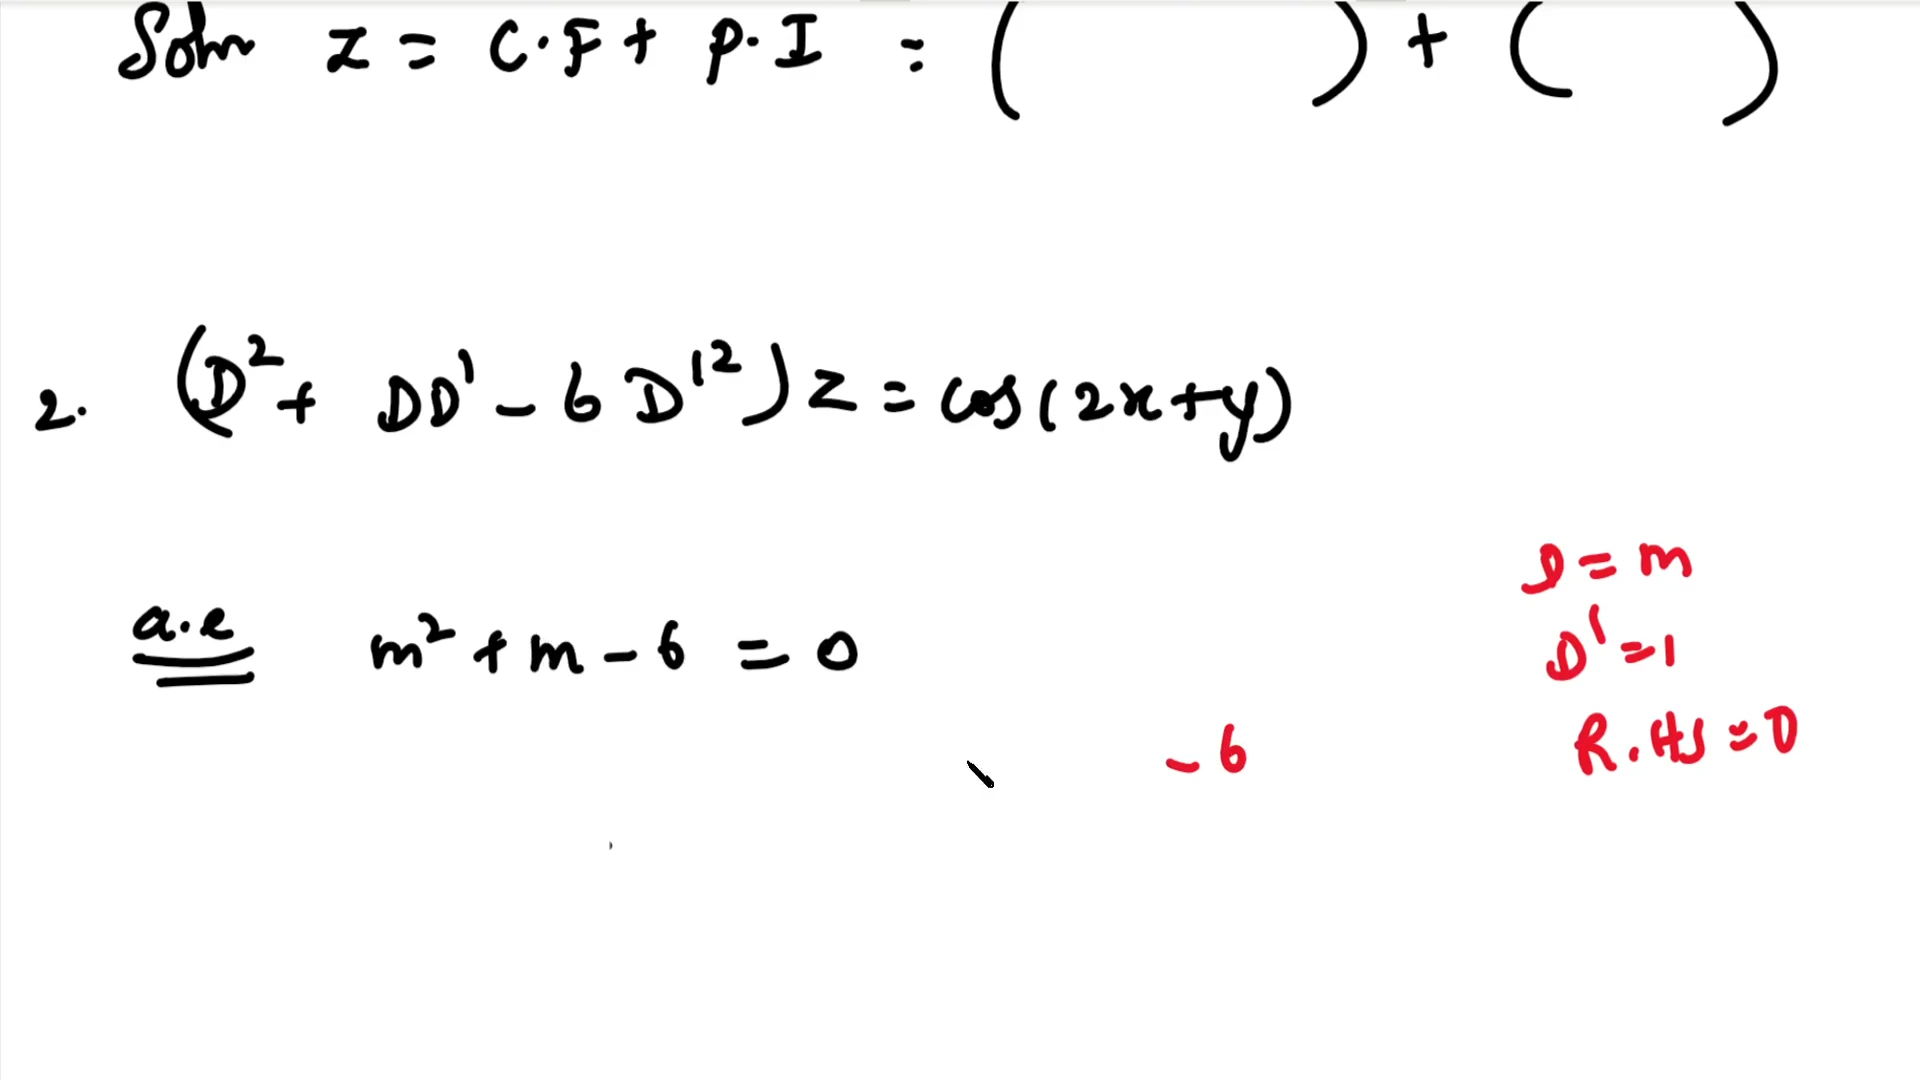 Soln z = C.F + P.I = ( ) + ( )
2. (D² + DD' - 6D'²) z = cos(2x+y)
a.e m² + m - 6 = 0
D = m
D' = 1
R.HS = 0
- 6